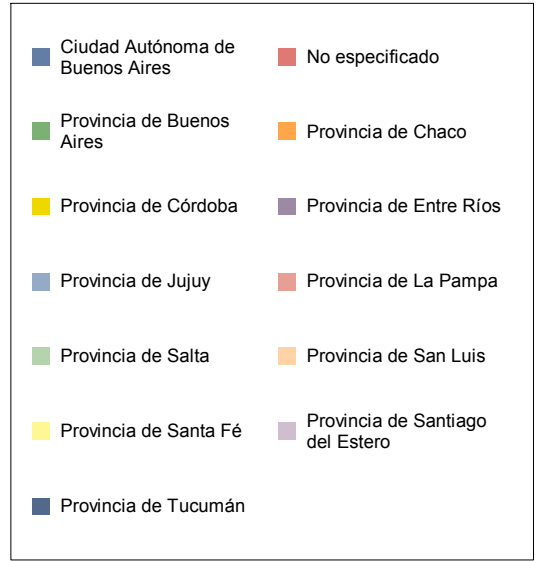 Ciudad Autónoma de
Buenos Aires
No especificado
Provincia de Buenos
Aires
Provincia de Chaco
Provincia de Córdoba
Provincia de Entre Ríos
Provincia de Jujuy
Provincia de La Pampa
Provincia de Salta
Provincia de San Luis
Provincia de Santa Fé
Provincia de Santiago
del Estero
Provincia de Tucumán